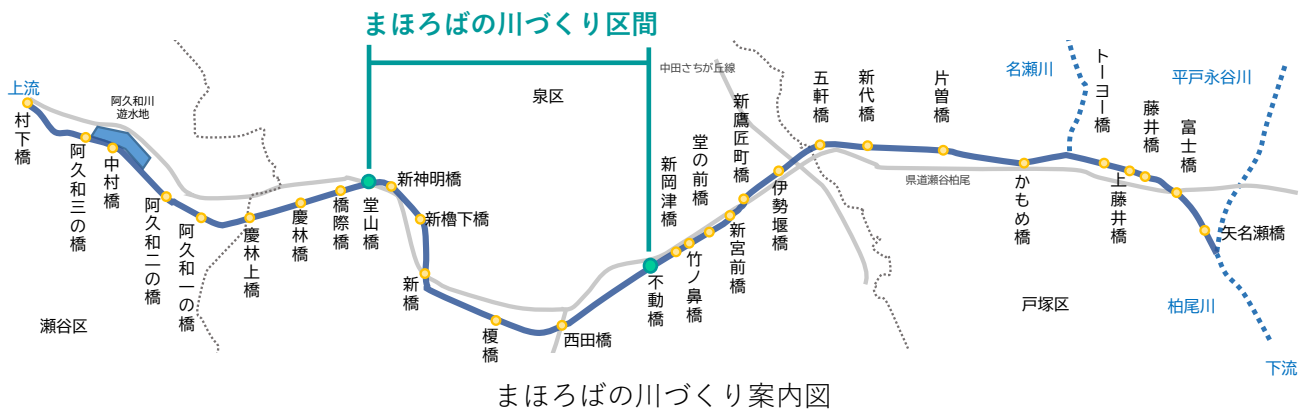 まほろばの川づくり区間
上流
村下橋
阿久和三の橋
阿久和川
遊水地
中村橋
阿久和二の橋
阿久和一の橋
慶林上橋
慶林橋
橋際橋
堂山橋
新神明橋
新櫓下橋
新橋
榎橋
西田橋
泉区
不動橋
新岡津橋
竹ノ鼻橋
堂の前橋
新宮前橋
新鷹匠町橋
中田さちが丘線
伊勢堰橋
五軒橋
新代橋
片曽橋
県道瀬谷柏尾
かもめ橋
名瀬川
トーヨー橋
上藤井橋
藤井橋
富士橋
平戸永谷川
矢名瀬橋
柏尾川
下流
瀬谷区
戸塚区
まほろばの川づくり案内図